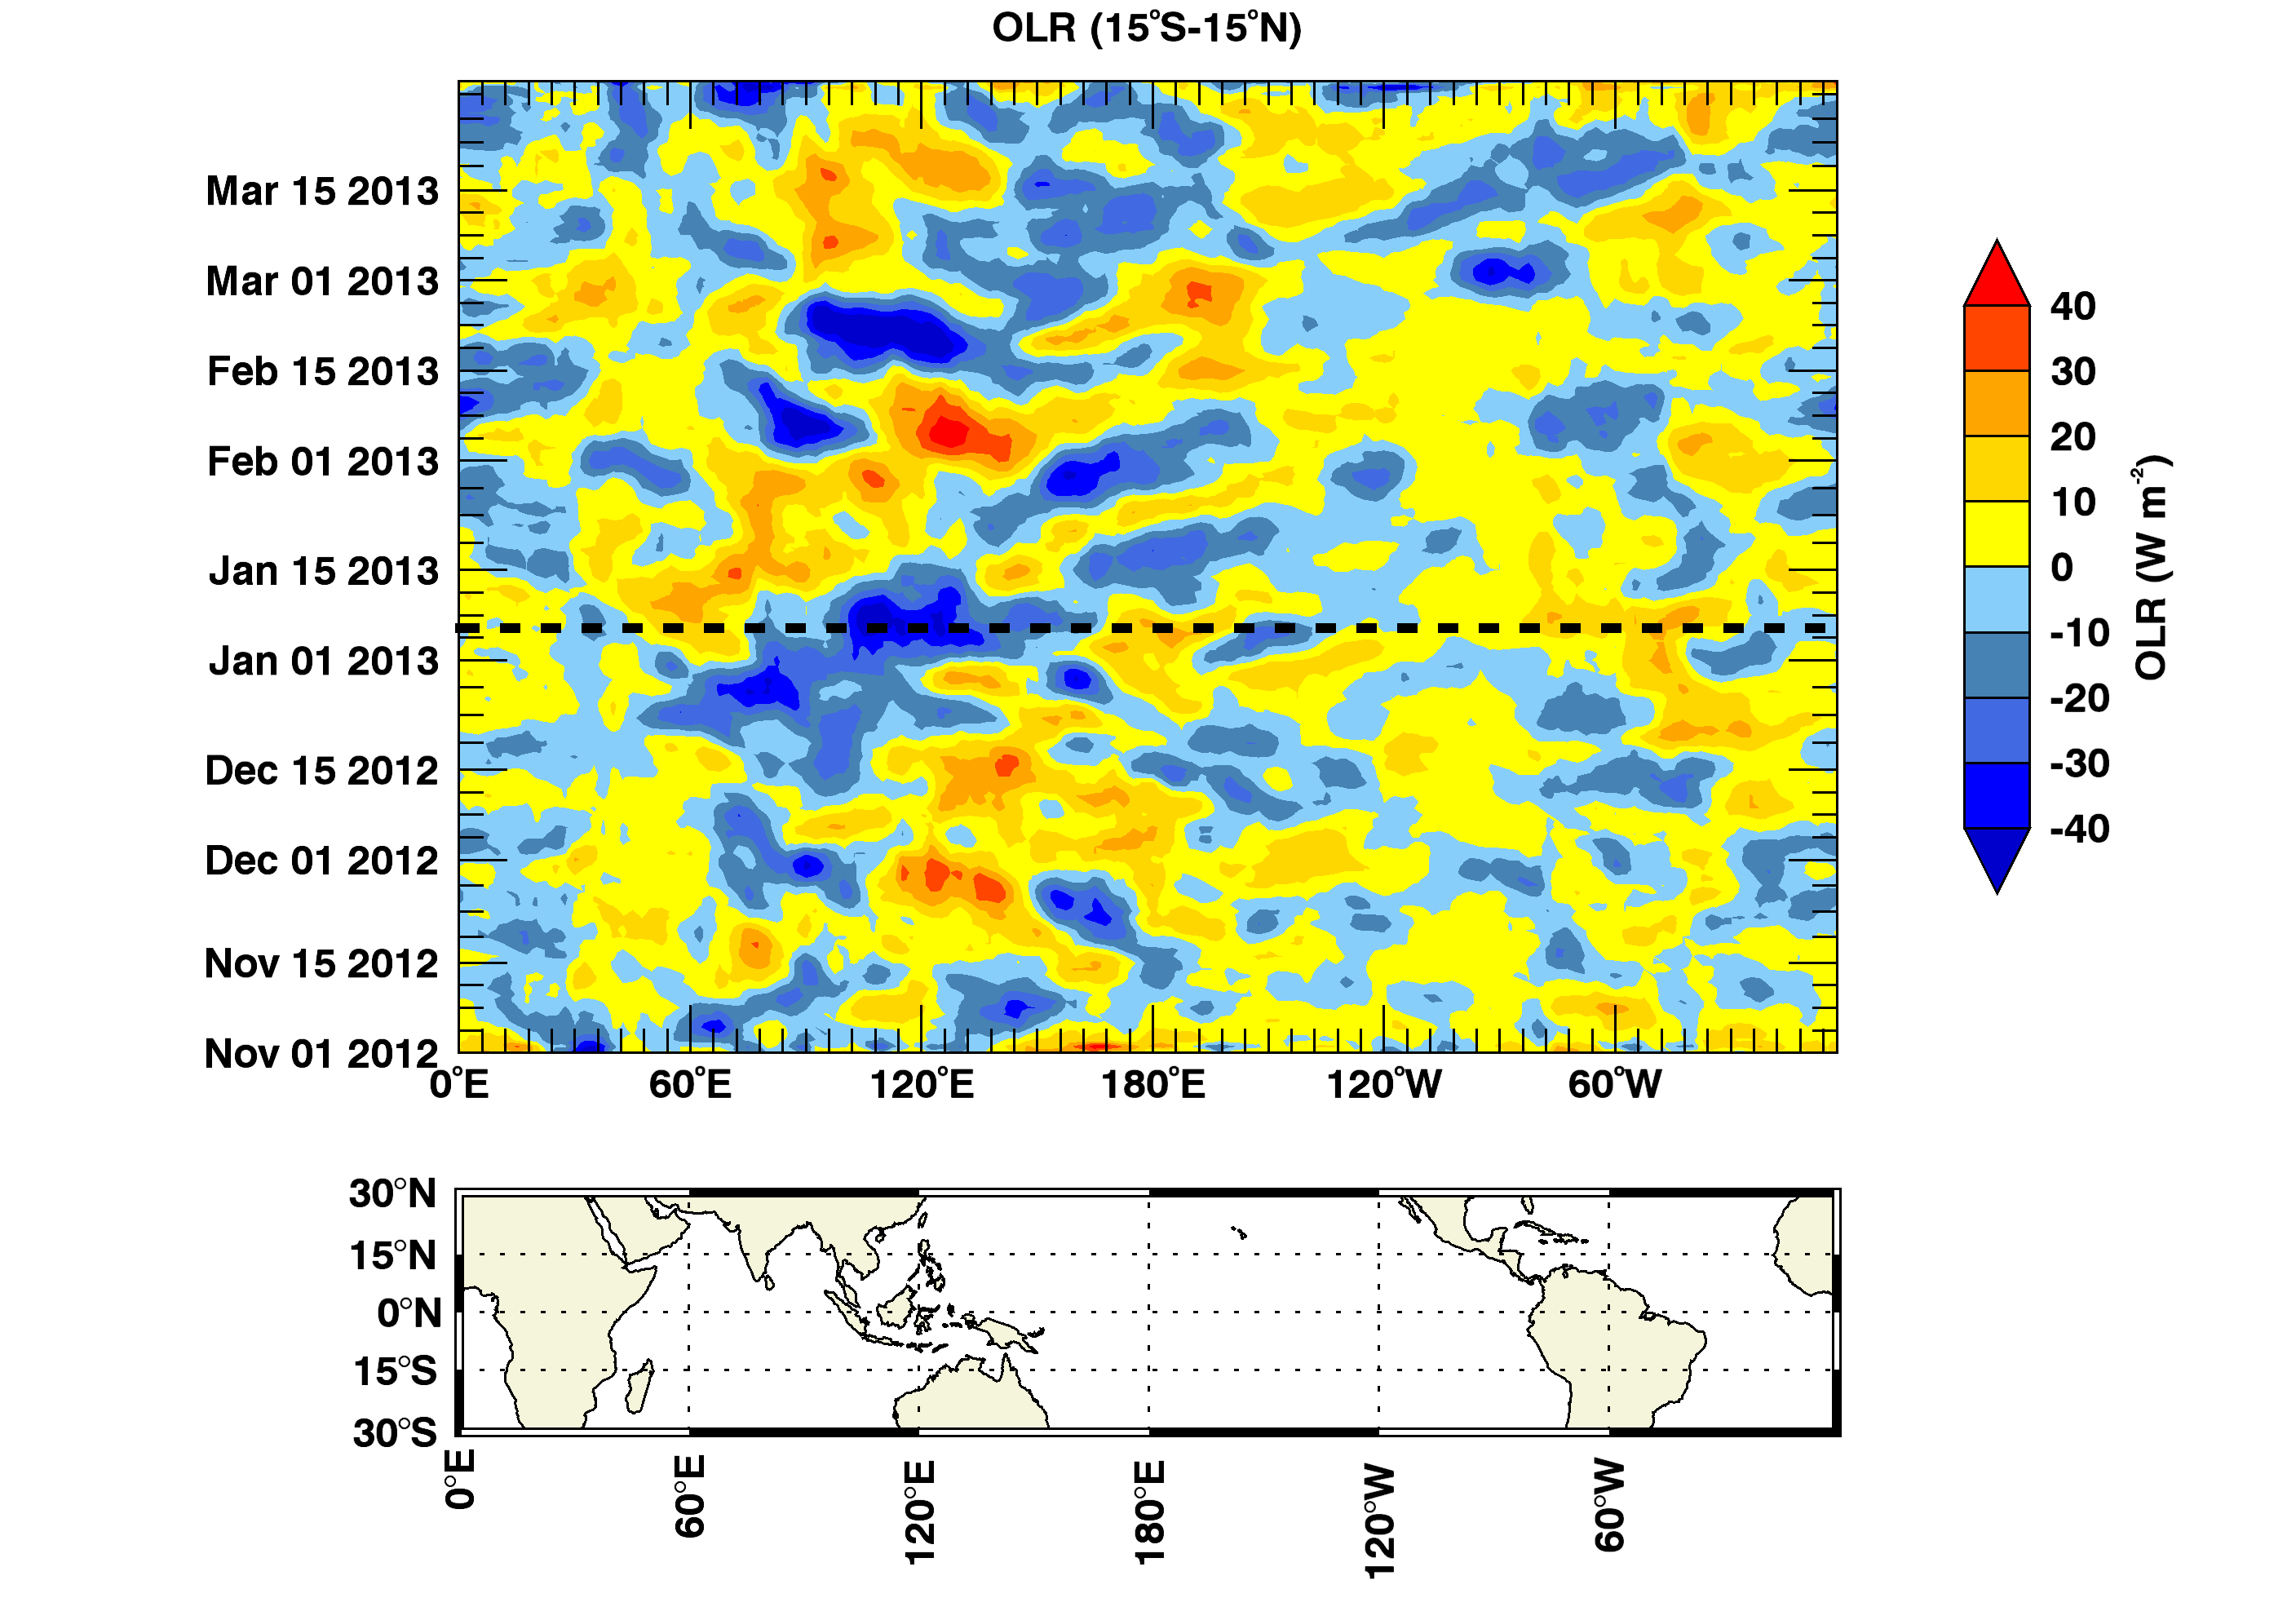 OLR (15°S-15°N)
Mar 15 2013
Mar 01 2013
Feb 15 2013
Feb 01 2013
Jan 15 2013
Jan 01 2013
Dec 15 2012
Dec 01 2012
Nov 15 2012
Nov 01 2012
0°E 60°E 120°E 180°E 120°W 60°W
40
30
20
10
0
-10
-20
-30
-40
OLR (W m-2)
30°N
15°N
0°N
15°S
30°S
0°E 60°E 120°E 180°E 120°W 60°W